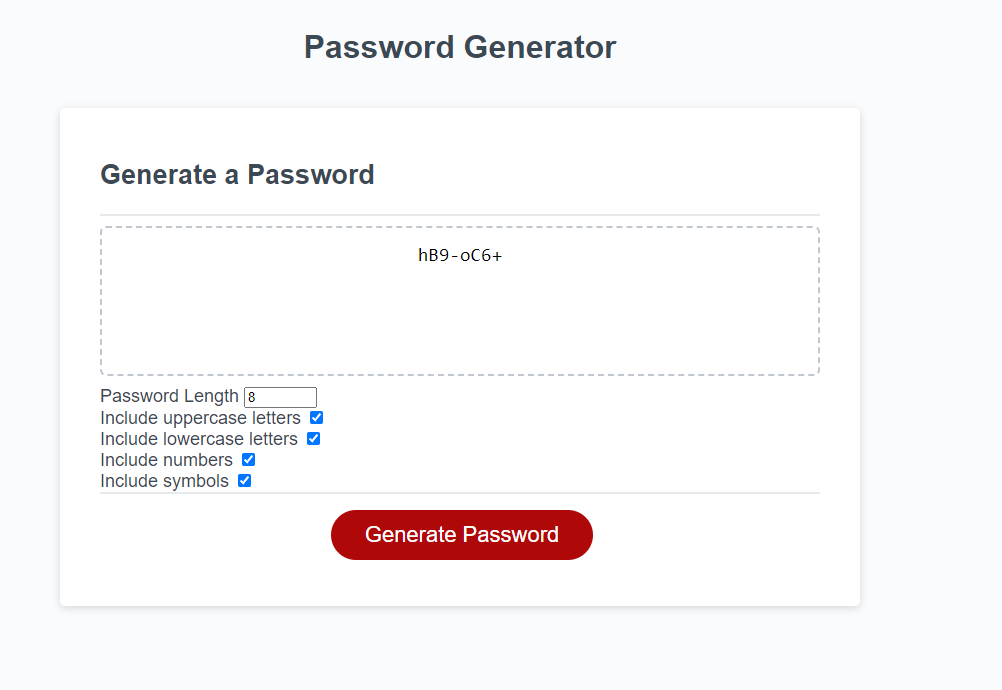 Password Generator
Generate a Password
hB9-oC6+
Password Length 8
Include uppercase letters
Include lowercase letters
Include numbers
Include symbols
Generate Password